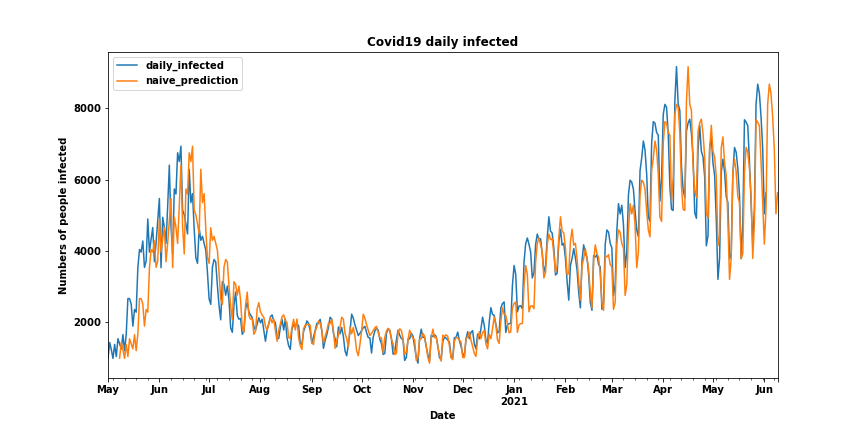 Covid19 daily infected
daily_infected
naive_prediction
8000
6000
4000
2000
Numbers of people infected
May Jun Jul Aug Sep Oct Nov Dec Jan Feb Mar Apr May Jun
2021
Date